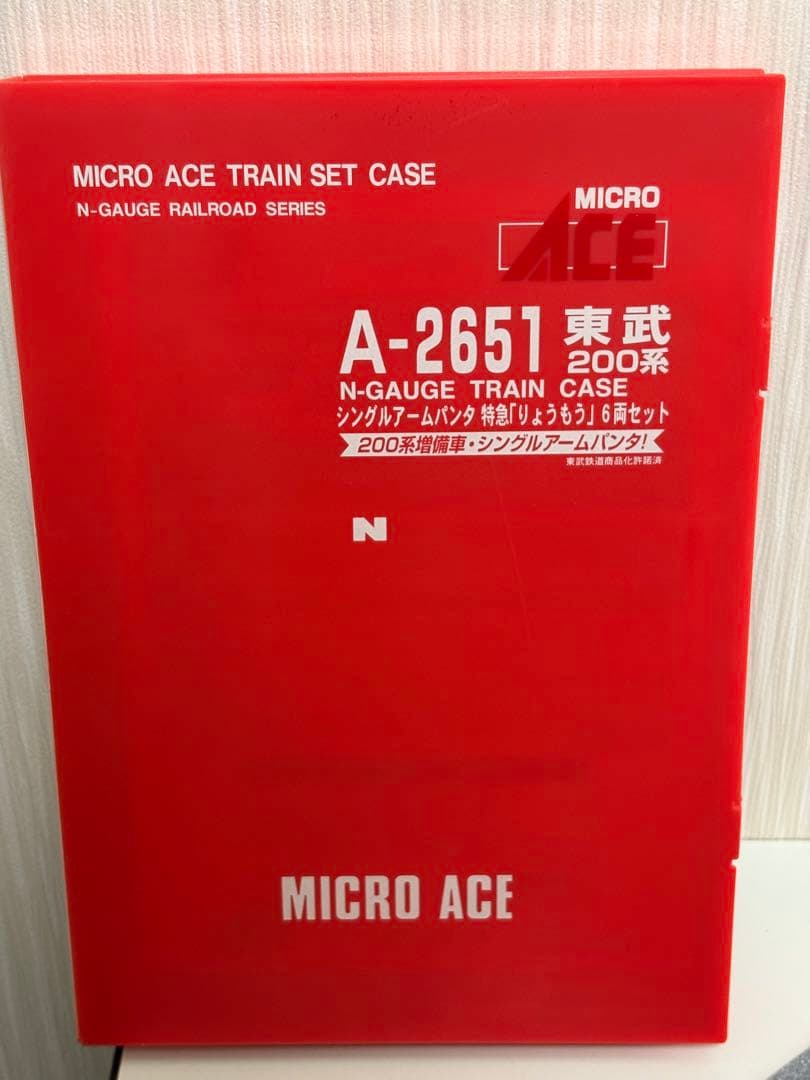 MICRO ACE TRAIN SET CASE
N-GAUGE RAILROAD SERIES
MICRO
ACE
A-2651 東武
200系
N-GAUGE TRAIN CASE
シングルアームパンタ 特急「りょうもう」6両セット
200系増備車・シングルアームパンタ!
東武鉄道商品化許諾済
N
MICRO ACE